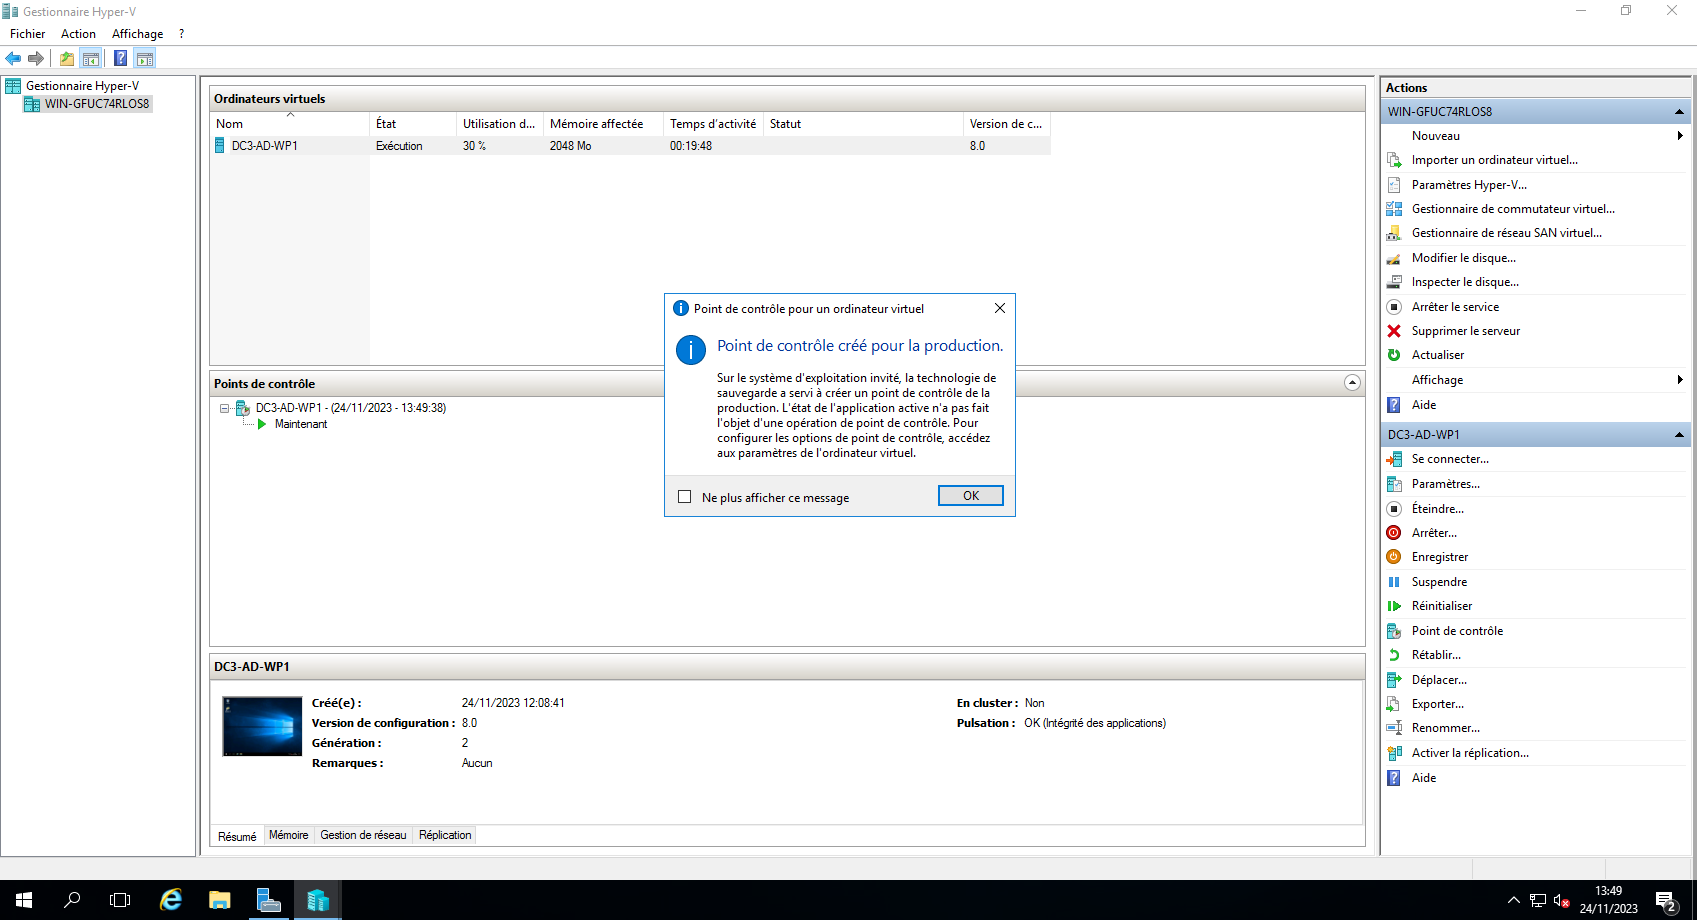 Gestionnaire Hyper-V
Fichier Action Affichage ?
Gestionnaire Hyper-V
WIN-GFUC74RLOS8
Ordinateurs virtuels
Nom État Utilisation d... Mémoire affectée Temps d'activité Statut Version de c...
DC3-AD-WP1 Exécution 30 % 2048 Mo 00:19:48 8.0
Points de contrôle
DC3-AD-WP1 - (24/11/2023 - 13:49:38)
Maintenant
Point de contrôle pour un ordinateur virtuel
Point de contrôle créé pour la production.
Sur le système d'exploitation invité, la technologie de
sauvegarde a servi à créer un point de contrôle de la
production. L'état de l'application active n'a pas fait
l'objet d'une opération de point de contrôle. Pour
configurer les options de point de contrôle, accédez
aux paramètres de l'ordinateur virtuel.
Ne plus afficher ce message
OK
DC3-AD-WP1
Créé(e) : 24/11/2023 12:08:41 En cluster : Non
Version de configuration : 8.0 Pulsation : OK (Intégrité des applications)
Génération : 2
Remarques : Aucun
Résumé Mémoire Gestion de réseau Réplication
Actions
WIN-GFUC74RLOS8
Nouveau
Importer un ordinateur virtuel...
Paramètres Hyper-V...
Gestionnaire de commutateur virtuel...
Gestionnaire de réseau SAN virtuel...
Modifier le disque...
Inspecter le disque...
Arrêter le service
Supprimer le serveur
Actualiser
Affichage
Aide
DC3-AD-WP1
Se connecter...
Paramètres...
Éteindre...
Arrêter...
Enregistrer
Suspendre
Réinitialiser
Point de contrôle
Rétablir...
Déplacer...
Exporter...
Renommer...
Activer la réplication...
Aide
13:49
24/11/2023
2